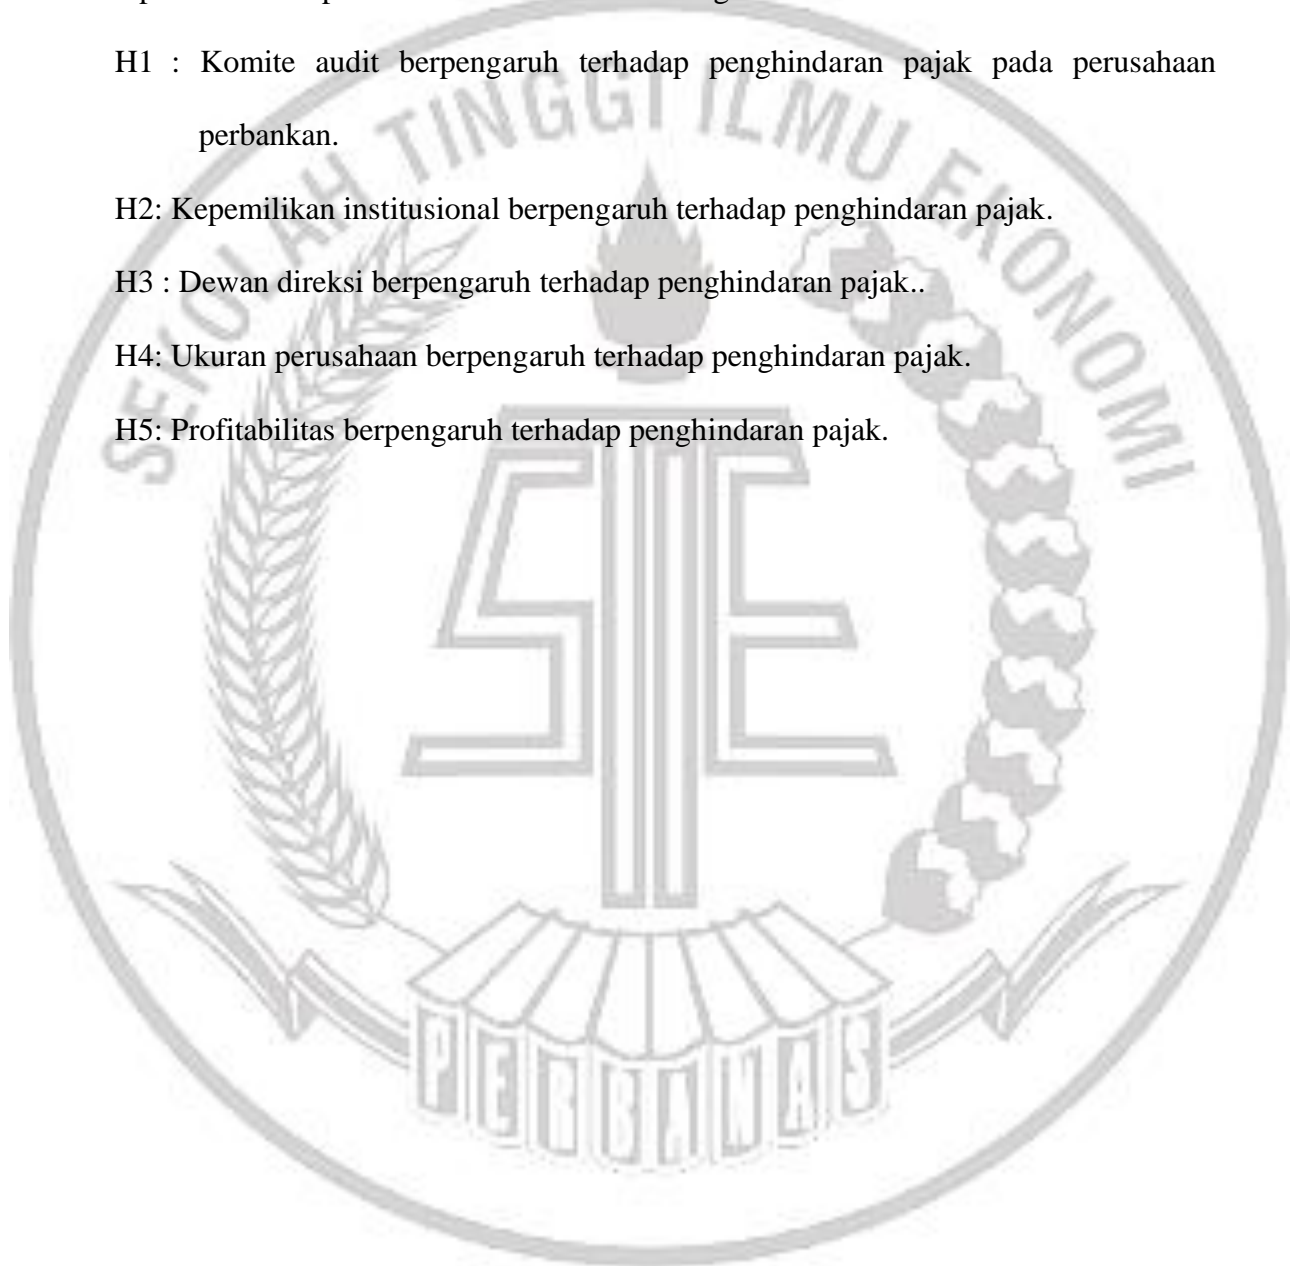 H1 : Komite audit berpengaruh terhadap penghindaran pajak pada perusahaan
perbankan.
H2: Kepemilikan institusional berpengaruh terhadap penghindaran pajak.
H3 : Dewan direksi berpengaruh terhadap penghindaran pajak..
H4: Ukuran perusahaan berpengaruh terhadap penghindaran pajak.
H5: Profitabilitas berpengaruh terhadap penghindaran pajak.
SEKOLAH TINGGI ILMU EKONOMI
STIE
PERBANAS